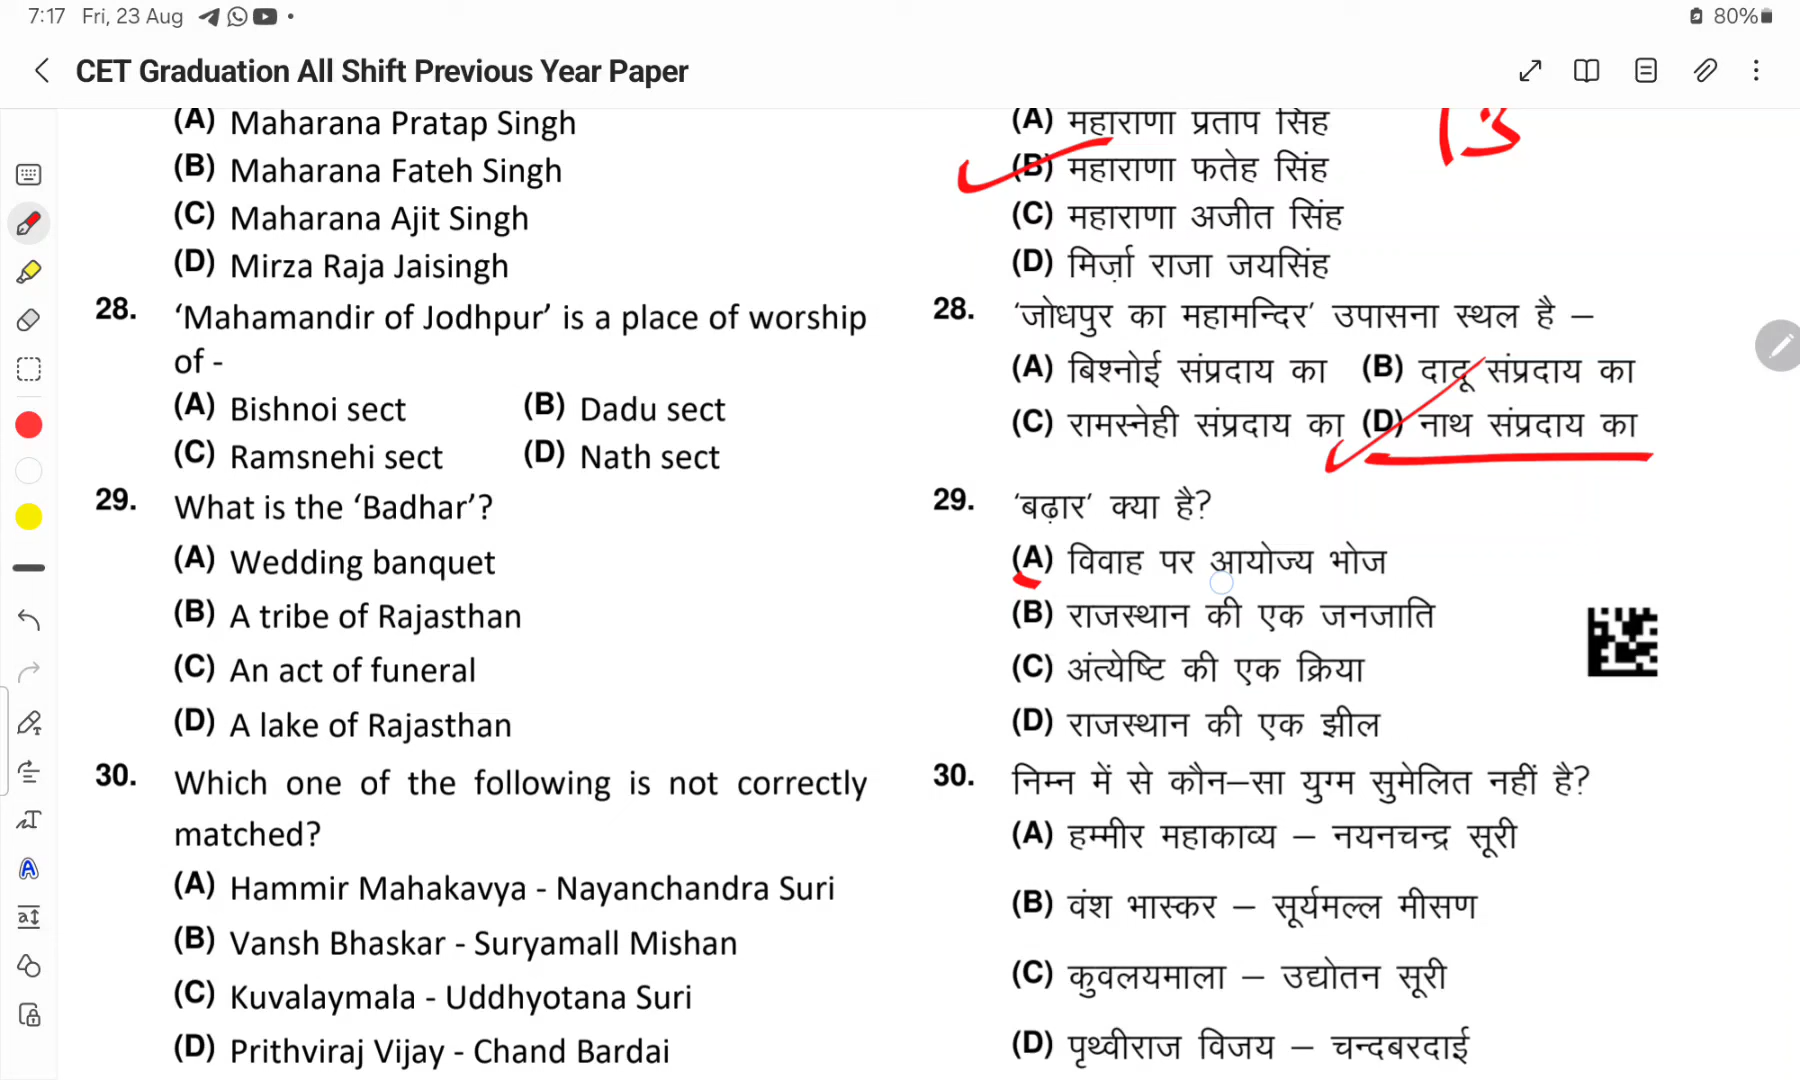 7:17 Fri, 23 Aug
80%
CET Graduation All Shift Previous Year Paper
(A) Maharana Pratap Singh
(B) Maharana Fateh Singh
(C) Maharana Ajit Singh
(D) Mirza Raja Jaisingh
28. ‘Mahamandir of Jodhpur’ is a place of worship
of -
(A) Bishnoi sect (B) Dadu sect
(C) Ramsnehi sect (D) Nath sect
29. What is the ‘Badhar’?
(A) Wedding banquet
(B) A tribe of Rajasthan
(C) An act of funeral
(D) A lake of Rajasthan
30. Which one of the following is not correctly
matched?
(A) Hammir Mahakavya - Nayanchandra Suri
(B) Vansh Bhaskar - Suryamall Mishan
(C) Kuvalaymala - Uddhyotana Suri
(D) Prithviraj Vijay - Chand Bardai
(A) महाराणा प्रताप सिंह
(B) महाराणा फतेह सिंह
(C) महाराणा अजीत सिंह
(D) मिर्ज़ा राजा जयसिंह
28. ‘जोधपुर का महामन्दिर’ उपासना स्थल है –
(A) बिश्नोई संप्रदाय का (B) दादू संप्रदाय का
(C) रामस्नेही संप्रदाय का (D) नाथ संप्रदाय का
29. ‘बढ़ार’ क्या है?
(A) विवाह पर आयोज्य भोज
(B) राजस्थान की एक जनजाति
(C) अंत्येष्टि की एक क्रिया
(D) राजस्थान की एक झील
30. निम्न में से कौन–सा युग्म सुमेलित नहीं है?
(A) हम्मीर महाकाव्य – नयनचन्द्र सूरी
(B) वंश भास्कर – सूर्यमल्ल मीसण
(C) कुवलयमाला – उद्योतन सूरी
(D) पृथ्वीराज विजय – चन्दबरदाई